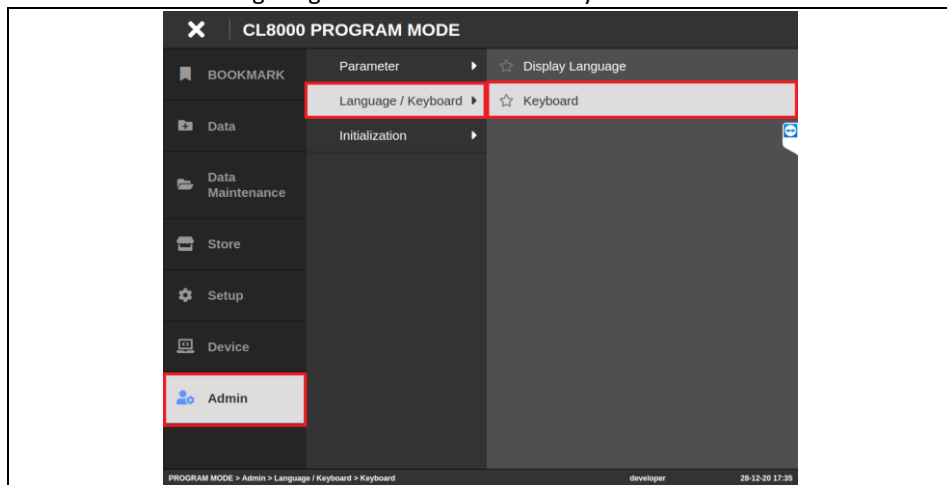 CL8000 PROGRAM MODE
BOOKMARK
Parameter
Display Language
Language / Keyboard
Keyboard
Data
Initialization
Data
Maintenance
Store
Setup
Device
Admin
PROGRAM MODE > Admin > Language / Keyboard > Keyboard developer 28-12-20 17:35